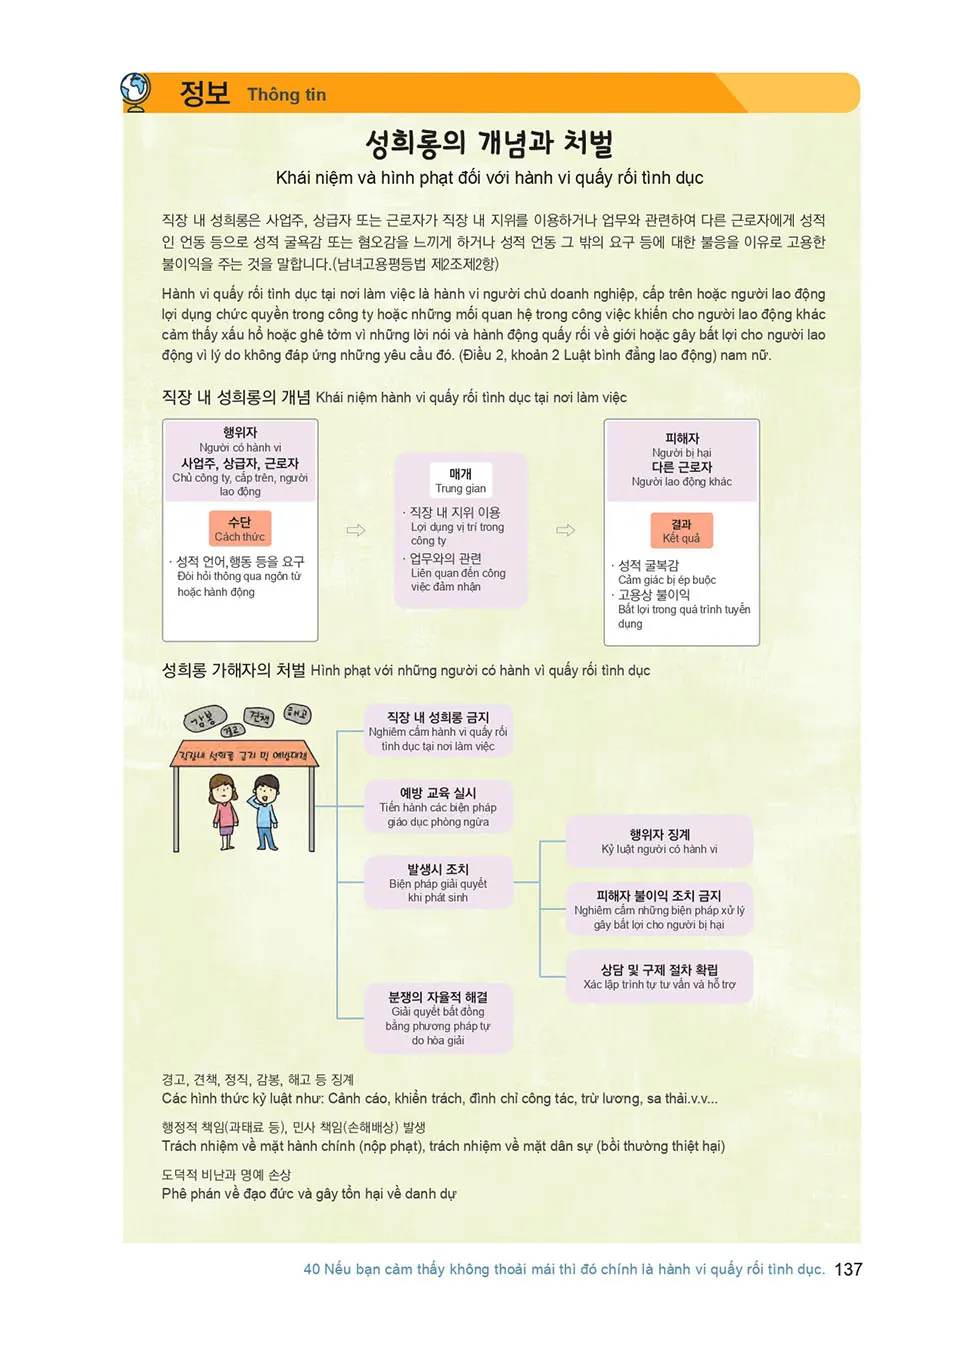 정보 Thông tin
성희롱의 개념과 처벌
Khái niệm và hình phạt đối với hành vi quấy rối tình dục
직장 내 성희롱은 사업주, 상급자 또는 근로자가 직장 내 지위를 이용하거나 업무와 관련하여 다른 근로자에게 성적
인 언동 등으로 성적 굴욕감 또는 혐오감을 느끼게 하거나 성적 언동 그 밖의 요구 등에 대한 불응을 이유로 고용한
불이익을 주는 것을 말합니다.(남녀고용평등법 제2조제2항)
Hành vi quấy rối tình dục tại nơi làm việc là hành vi người chủ doanh nghiệp, cấp trên hoặc người lao động
lợi dụng chức quyền trong công ty hoặc những mối quan hệ trong công việc khiến cho người lao động khác
cảm thấy xấu hổ hoặc ghê tởm vì những lời nói và hành động quấy rối về giới hoặc gây bất lợi cho người lao
động vì lý do không đáp ứng những yêu cầu đó. (Điều 2, khoản 2 Luật bình đẳng lao động) nam nữ.
직장 내 성희롱의 개념 Khái niệm hành vi quấy rối tình dục tại nơi làm việc
행위자
Người có hành vi
사업주, 상급자, 근로자
Chủ công ty, cấp trên, người
lao động
수단
Cách thức
· 성적 언어,행동 등을 요구
Đòi hỏi thông qua ngôn từ
hoặc hành động
매개
Trung gian
· 직장 내 지위 이용
Lợi dụng vị trí trong
công ty
· 업무와의 관련
Liên quan đến công
việc đảm nhận
피해자
Người bị hại
다른 근로자
Người lao động khác
결과
Kết quả
· 성적 굴복감
Cảm giác bị ép buộc
· 고용상 불이익
Bất lợi trong quá trình tuyển
dụng
성희롱 가해자의 처벌 Hình phạt với những người có hành vì quấy rối tình dục
감봉
경고
견책
해고
직장내 성희롱 금지 및 예방대책
직장 내 성희롱 금지
Nghiêm cấm hành vi quấy rối
tình dục tại nơi làm việc
예방 교육 실시
Tiến hành các biện pháp
giáo dục phòng ngừa
발생시 조치
Biện pháp giải quyết
khi phát sinh
행위자 징계
Kỷ luật người có hành vi
피해자 불이익 조치 금지
Nghiêm cấm những biện pháp xử lý
gây bất lợi cho người bị hại
상담 및 구제 절차 확립
Xác lập trình tự tư vấn và hỗ trợ
분쟁의 자율적 해결
Giải quyết bất đồng
bằng phương pháp tự
do hòa giải
경고, 견책, 정직, 감봉, 해고 등 징계
Các hình thức kỷ luật như: Cảnh cáo, khiển trách, đình chỉ công tác, trừ lương, sa thải.v.v...
행정적 책임(과태료 등), 민사 책임(손해배상) 발생
Trách nhiệm về mặt hành chính (nộp phạt), trách nhiệm về mặt dân sự (bồi thường thiệt hại)
도덕적 비난과 명예 손상
Phê phán về đạo đức và gây tổn hại về danh dự
40 Nếu bạn cảm thấy không thoải mái thì đó chính là hành vi quấy rối tình dục. 137